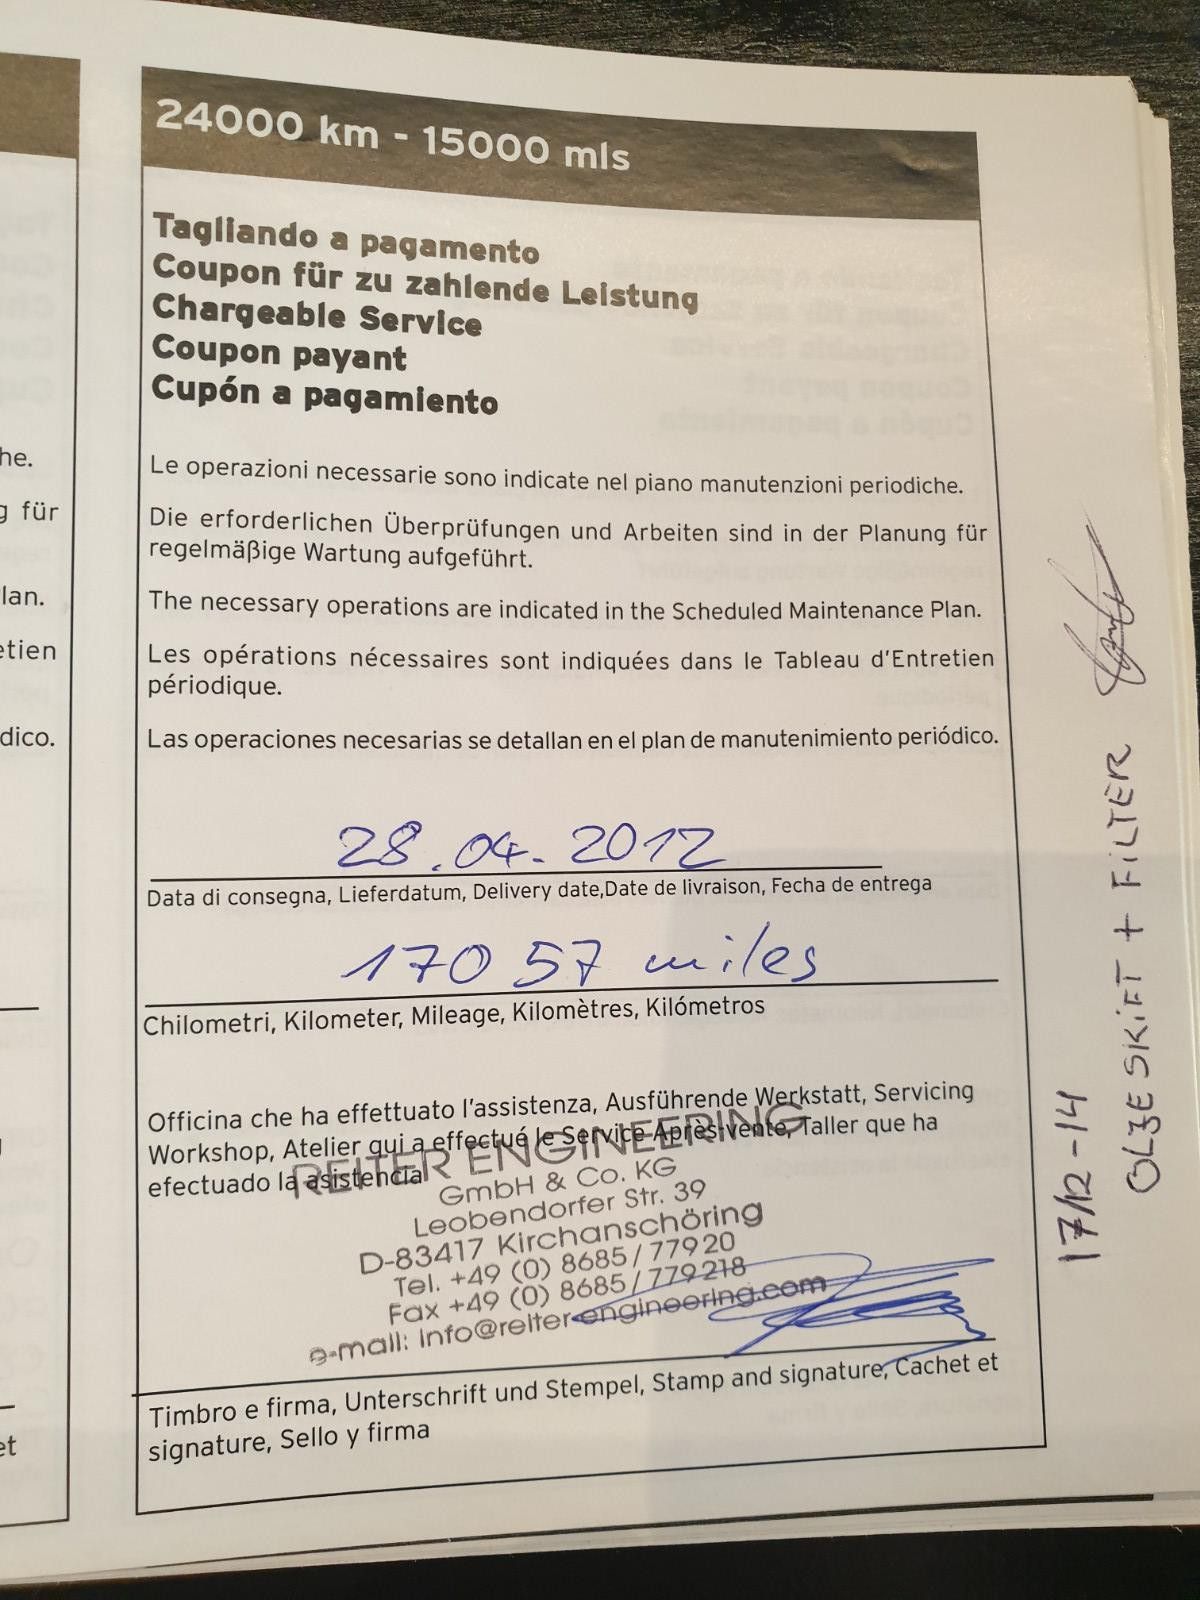 24000 km - 15000 mls
Tagliando a pagamento
Coupon für zu zahlende Leistung
Chargeable Service
Coupon payant
Cupón a pagamiento
Le operazioni necessarie sono indicate nel piano manutenzioni periodiche.
Die erforderlichen Überprüfungen und Arbeiten sind in der Planung für
regelmäßige Wartung aufgeführt.
The necessary operations are indicated in the Scheduled Maintenance Plan.
Les opérations nécessaires sont indiquées dans le Tableau d'Entretien
périodique.
Las operaciones necesarias se detallan en el plan de manutenimiento periódico.
28.04.2012
Data di consegna, Lieferdatum, Delivery date,Date de livraison, Fecha de entrega
17057 miles
Chilometri, Kilometer, Mileage, Kilomètres, Kilómetros
Officina che ha effettuato l'assistenza, Ausführende Werkstatt, Servicing
Workshop, Atelier qui a effectué le Service Après-vente, Taller que ha
efectuado la asistencia
REITER ENGINEERING
GmbH & Co. KG
Leobendorfer Str. 39
D-83417 Kirchanschöring
Tel. +49 (0) 8685/77920
Fax +49 (0) 8685/779218
e-mail: info@reiter-engineering.com
Timbro e firma, Unterschrift und Stempel, Stamp and signature, Cachet et
signature, Sello y firma
17/12-14
OLJESKIFT + FILTER
he.
g für
lan.
etien
dico.
et